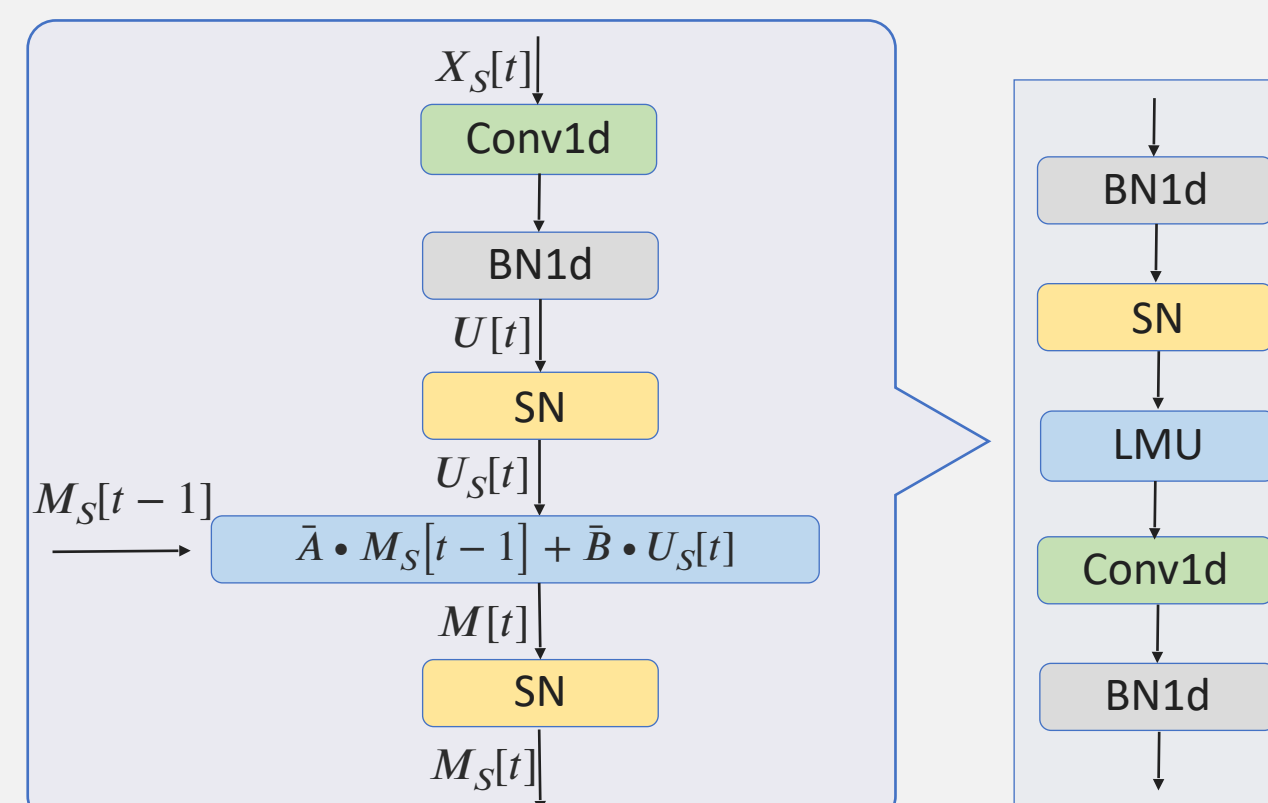 X_S[t]
Conv1d
BN1d
U[t]
SN
U_S[t]
M_S[t − 1]
Ā • M_S[t − 1] + B̄ • U_S[t]
M[t]
SN
M_S[t]
BN1d
SN
LMU
Conv1d
BN1d